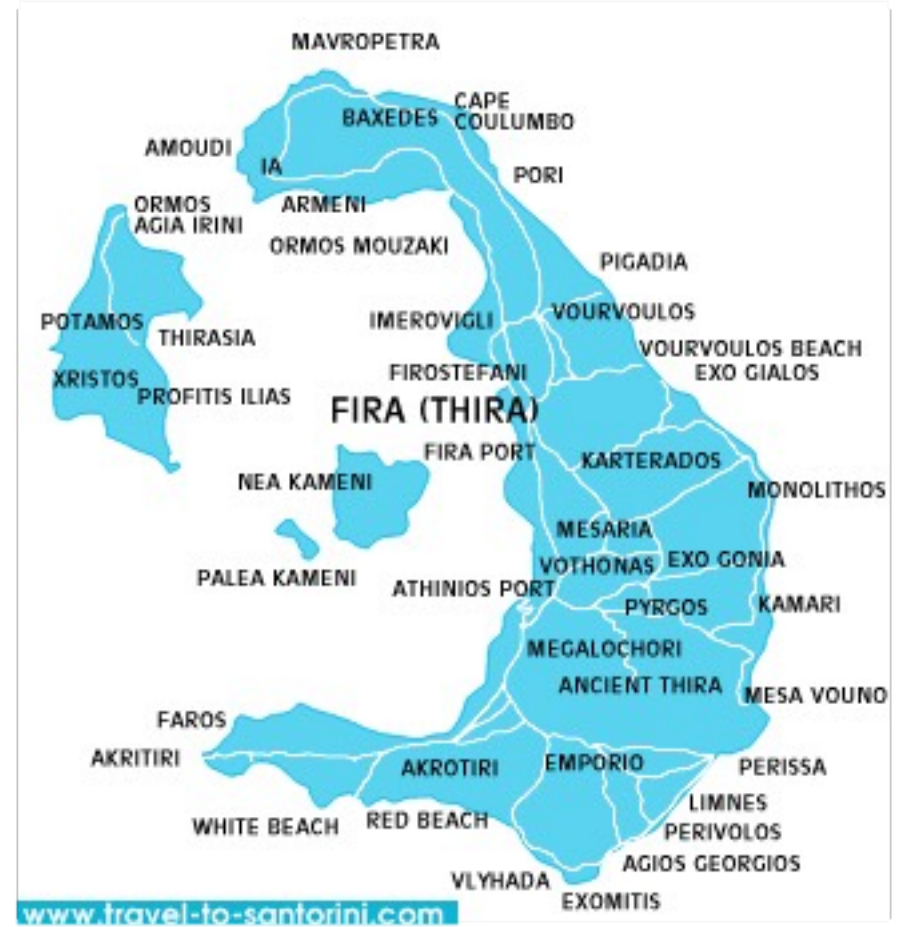 MAVROPETRA
CAPE
BAXEDES
COULUMBO
AMOUDI
IA
PORI
ORMOS
ARMENI
AGIA IRINI
ORMOS MOUZAKI
PIGADIA
POTAMOS
IMEROVIGLI
VOURVOULOS
THIRASIA
VOURVOULOS BEACH
XRISTOS
FIROSTEFANI
EXO GIALOS
PROFITIS ILIAS
FIRA (THIRA)
FIRA PORT
KARTERADOS
NEA KAMENI
MONOLITHOS
MESARIA
VOTHONAS
EXO GONIA
PALEA KAMENI
ATHINIOS PORT
PYRGOS
KAMARI
MEGALOCHORI
ANCIENT THIRA
MESA VOUNO
FAROS
AKRITIRI
AKROTIRI
EMPORIO
PERISSA
LIMNES
WHITE BEACH
RED BEACH
PERIVOLOS
AGIOS GEORGIOS
VLYHADA
EXOMITIS
www.travel-to-santorini.com